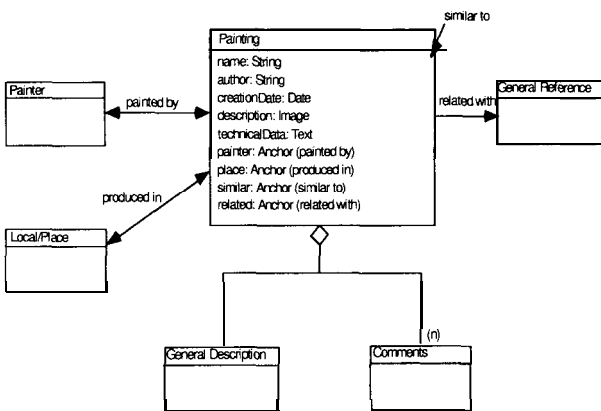 similar to
Painting
name: String
author: String
creationDate: Date
description: Image
technicalData: Text
painter: Anchor (painted by)
place: Anchor (produced in)
similar: Anchor (similar to)
related: Anchor (related with)
Painter
painted by
related with
General Reference
produced in
Local/Place
General Description
(n)
Comments